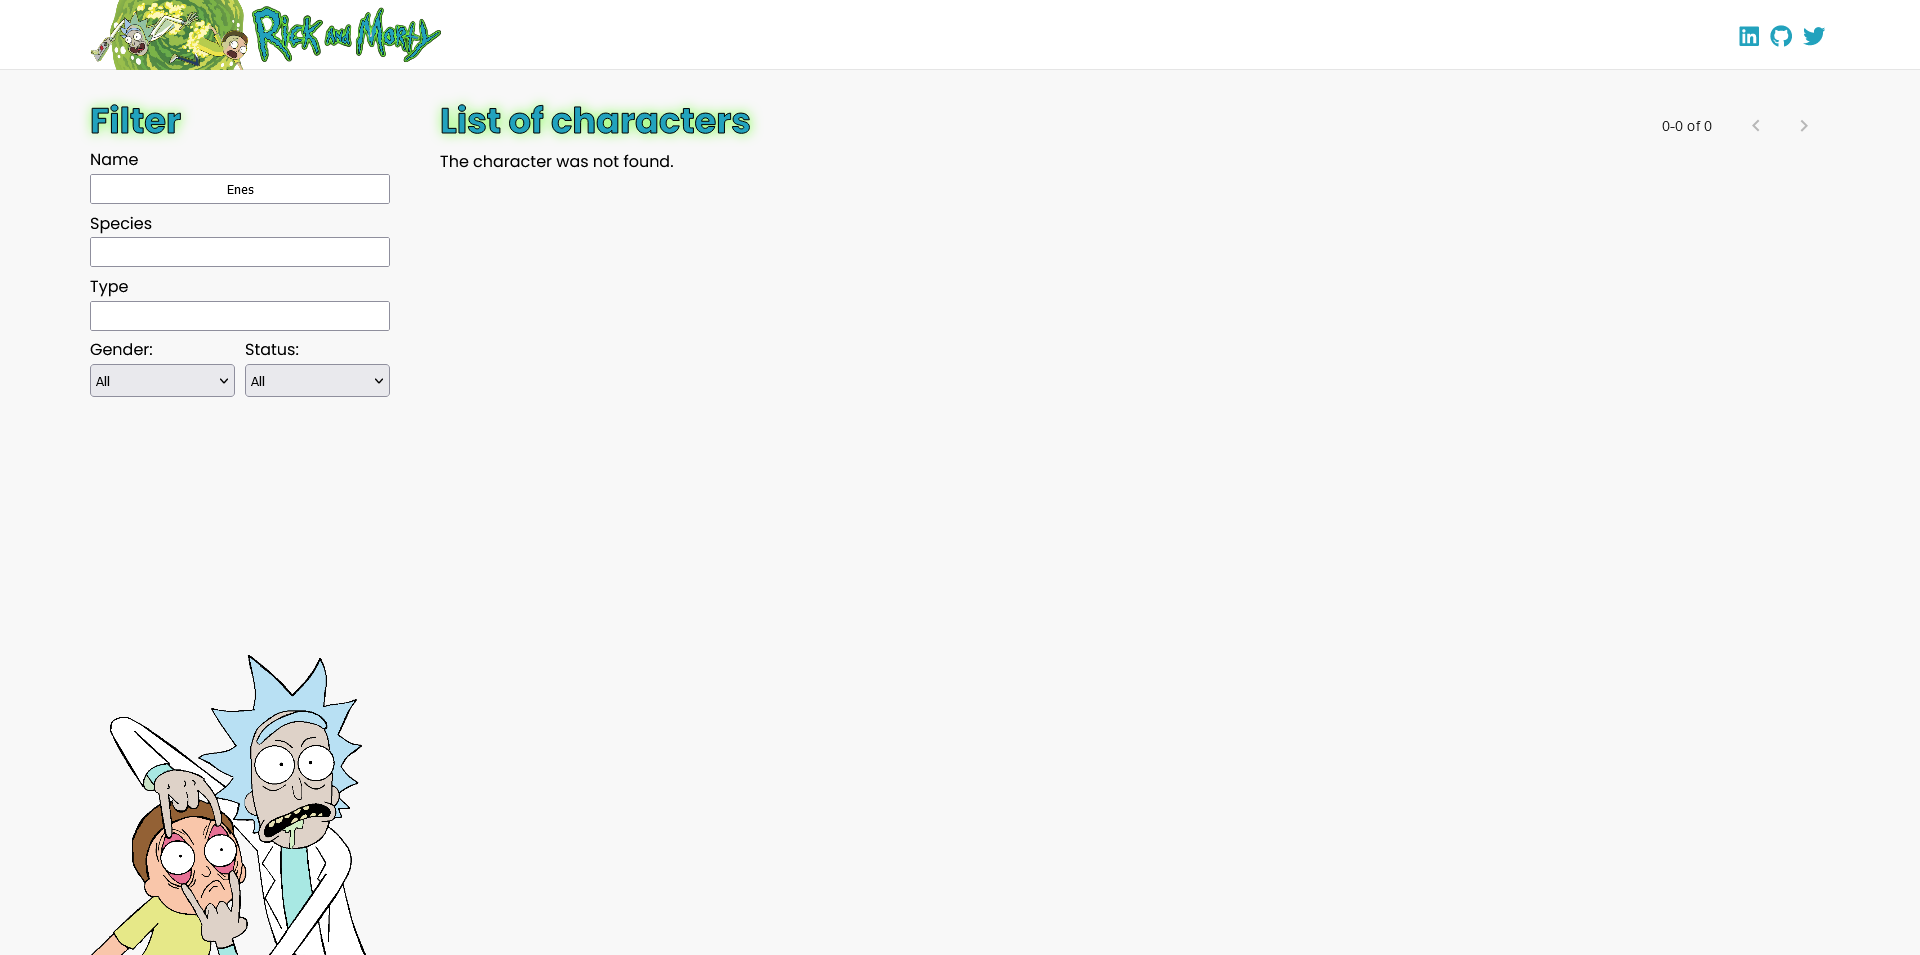 Rick and Morty
Filter
Name
Enes
Species
Type
Gender: Status:
All All
List of characters
0-0 of 0
The character was not found.
in